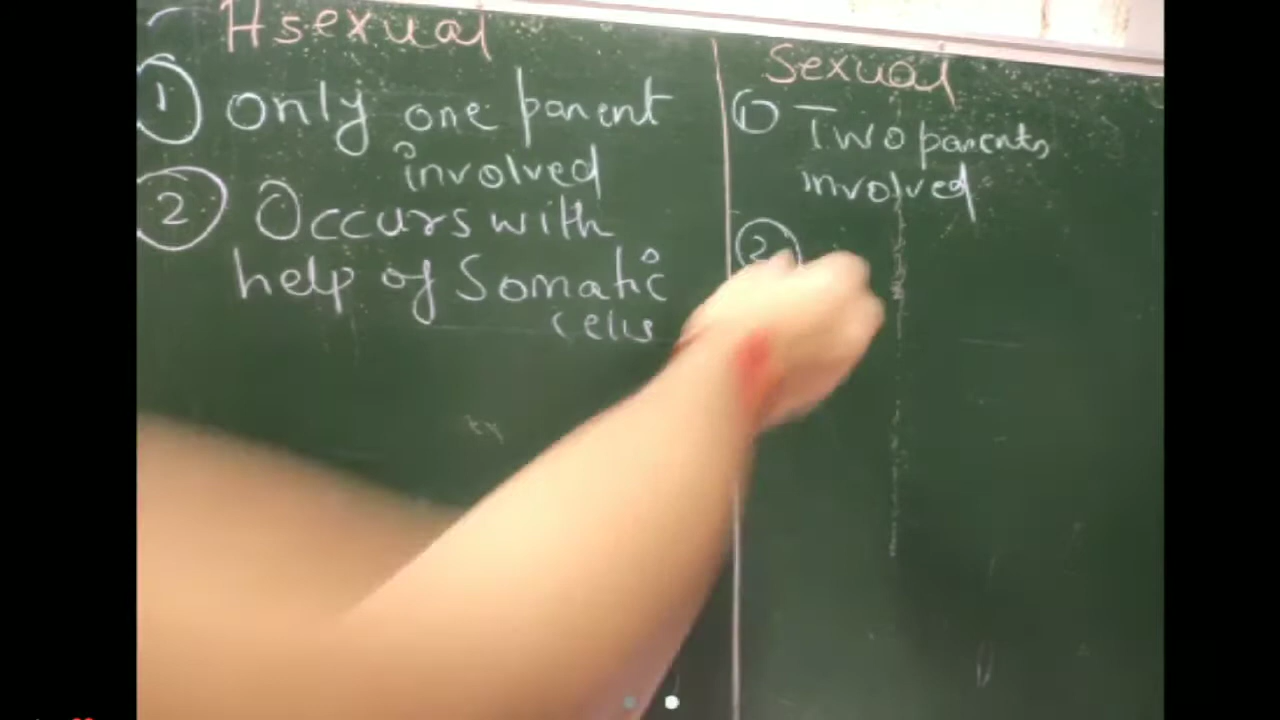 Asexual
① Only one parent
involved
② Occurs with
help of Somatic
cells
Sexual
① Two parents
involved
②